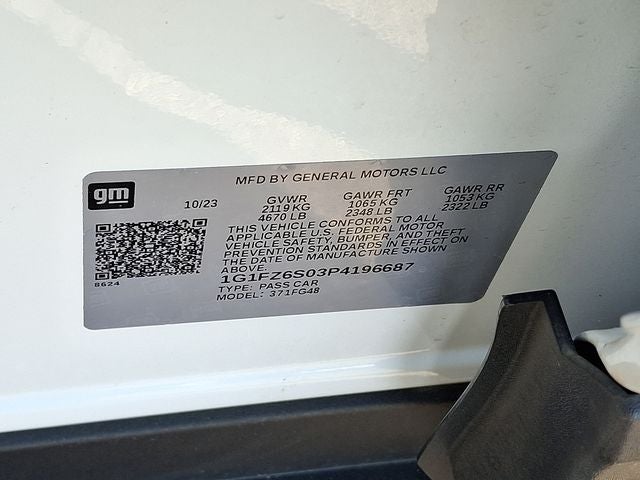 MFD BY GENERAL MOTORS LLC
gm
10/23
GVWR GAWR FRT GAWR RR
2119 KG 1065 KG 1053 KG
4670 LB 2348 LB 2322 LB
THIS VEHICLE CONFORMS TO ALL
APPLICABLE U.S. FEDERAL MOTOR
VEHICLE SAFETY, BUMPER, AND THEFT
PREVENTION STANDARDS IN EFFECT ON
THE DATE OF MANUFACTURE SHOWN
ABOVE.
1G1FZ6S03P4196687
TYPE: PASS CAR
MODEL: 371FG48
8624